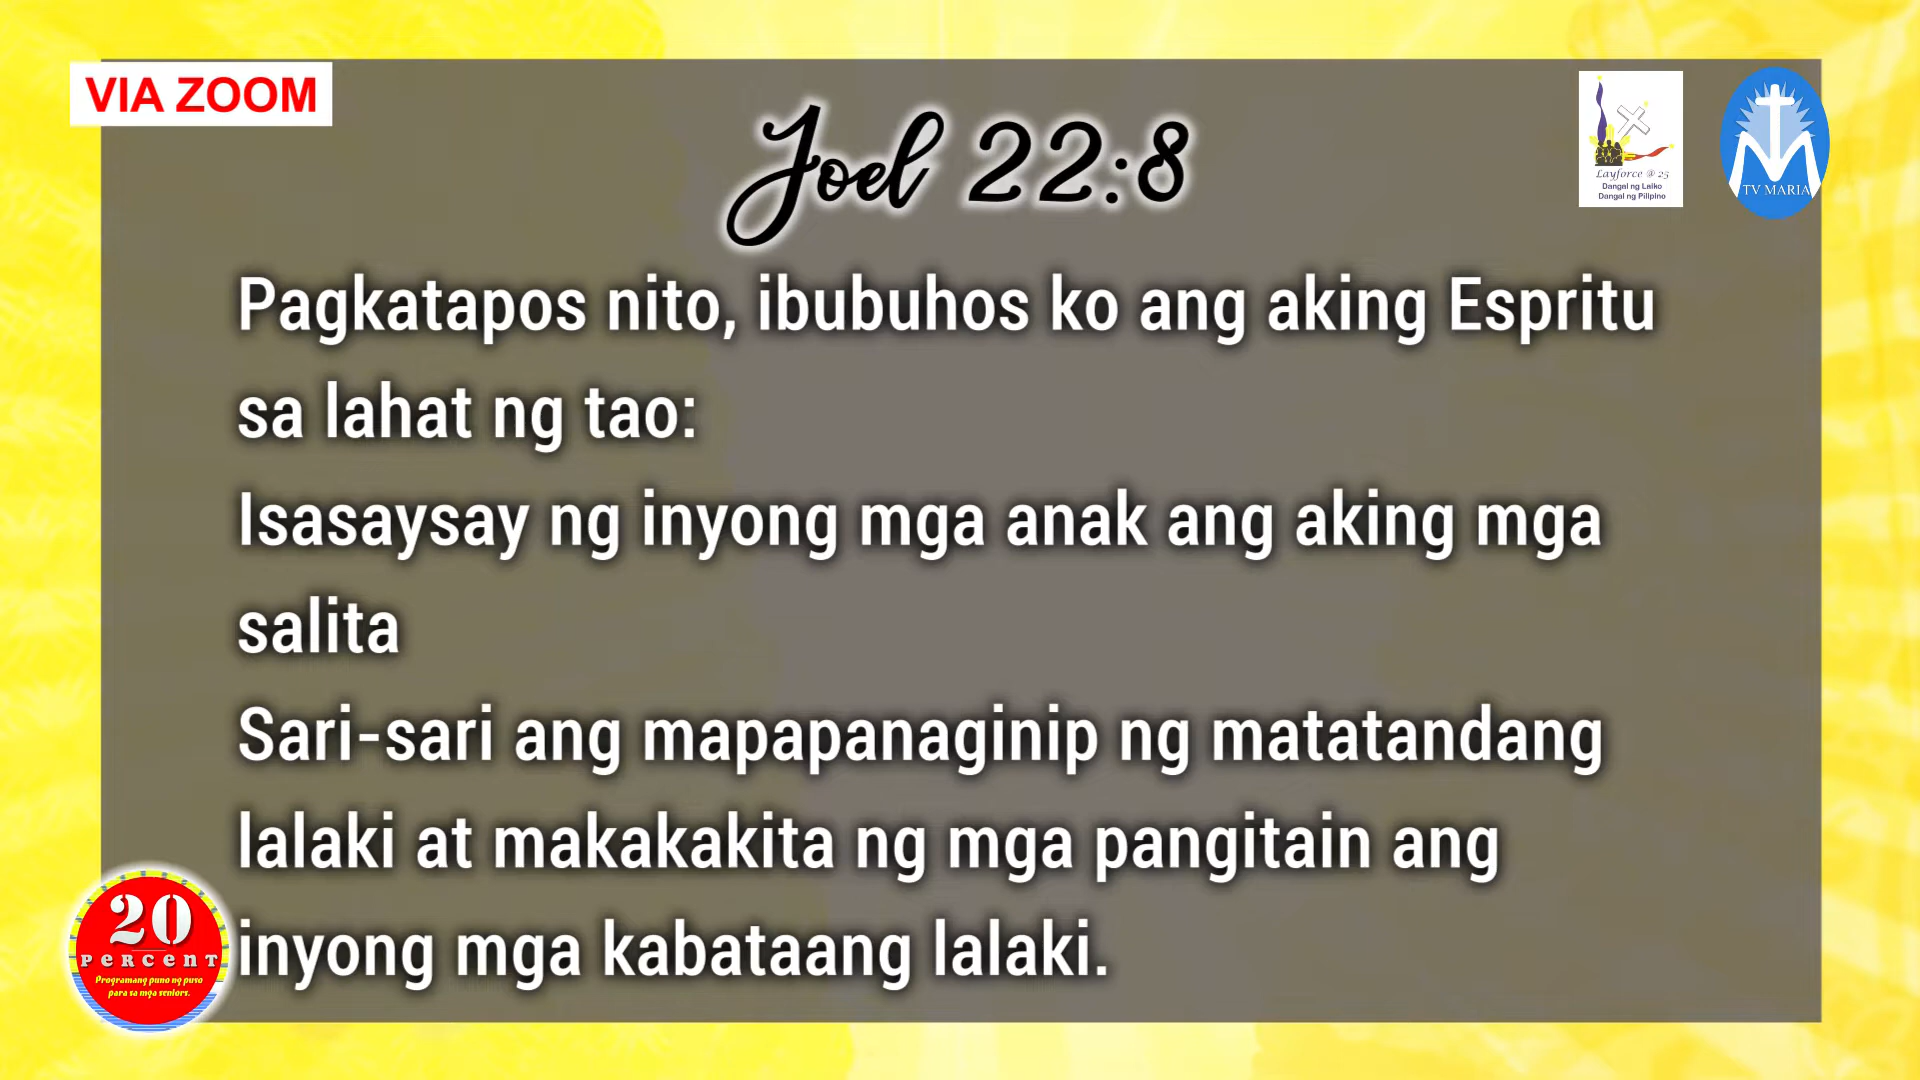 VIA ZOOM
Joel 22:8
Layforce @ 25
Dangal ng Laiko
Dangal ng Pilipino
TV MARIA
Pagkatapos nito, ibubuhos ko ang aking Espritu
sa lahat ng tao:
Isasaysay ng inyong mga anak ang aking mga
salita
Sari-sari ang mapapanaginip ng matatandang
lalaki at makakakita ng mga pangitain ang
inyong mga kabataang lalaki.
20
PERCENT
Programang puno ng puso
para sa mga seniors.